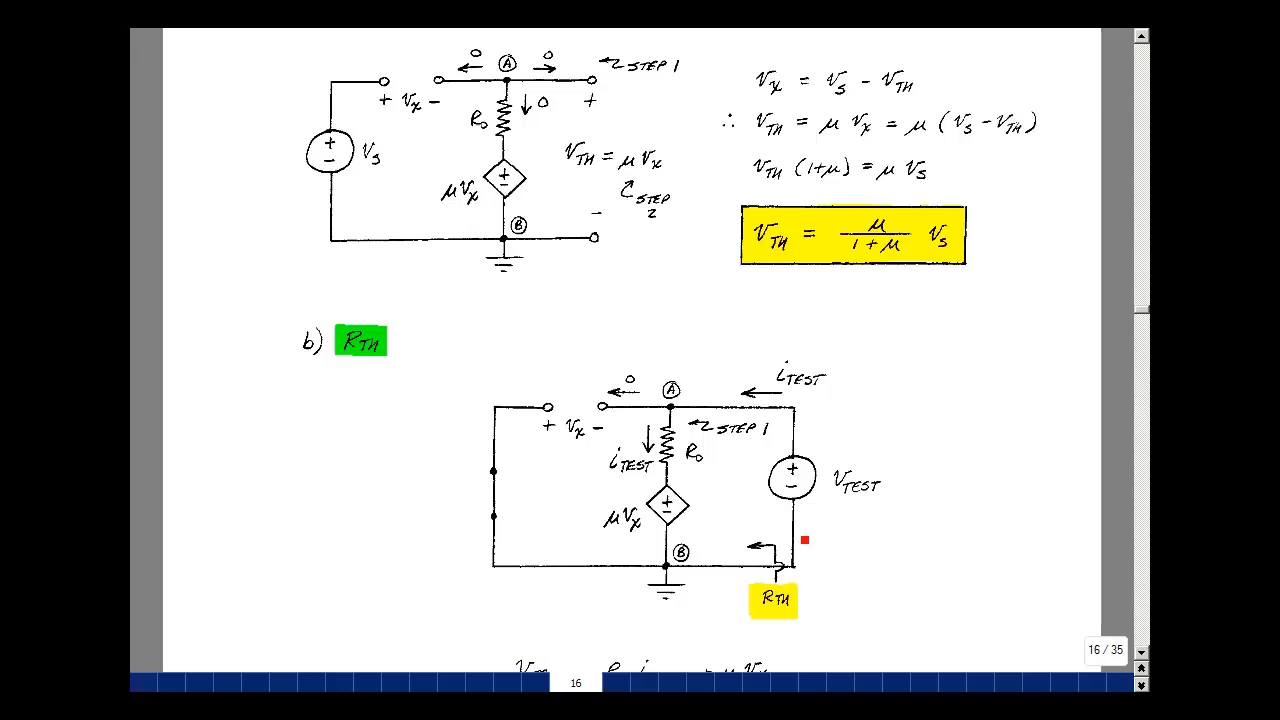 0 0
A
STEP 1
+ Vx - +
0
R0
+
-
Vs
VTH = μ Vx
μVx
+
-
STEP
2
-
B
Vx = Vs - VTH
∴ VTH = μ Vx = μ (Vs - VTH)
VTH (1+μ) = μ Vs
VTH = μ / 1+μ Vs
b) RTH
iTEST
0
A
+ Vx -
STEP 1
iTEST
R0
+
-
VTEST
μVx
+
-
B
RTH
16 / 35
16